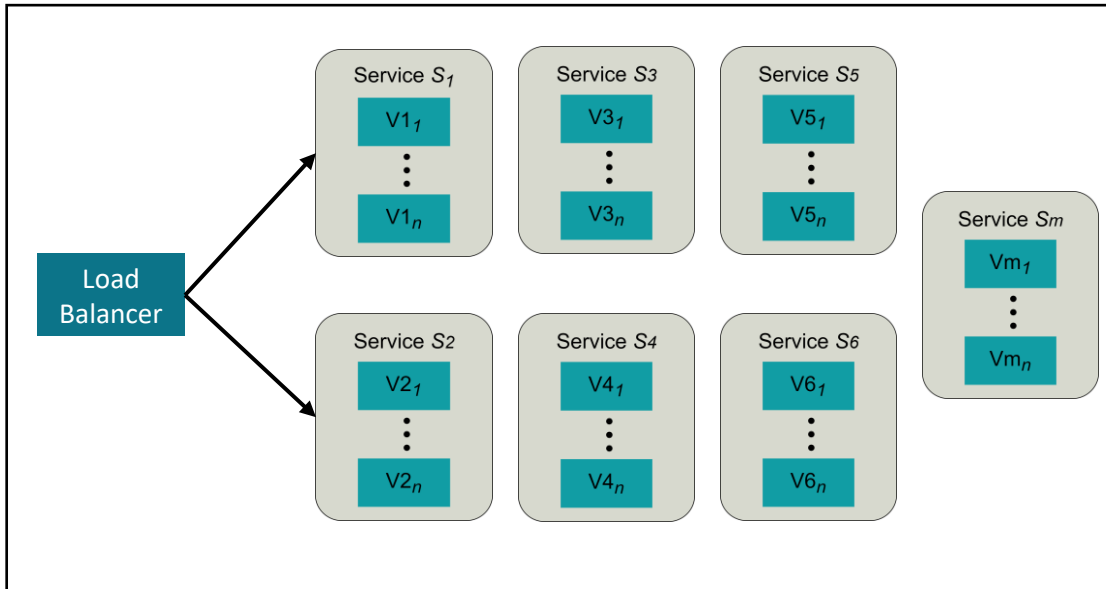 Load
Balancer
Service S1
V11
V1n
Service S2
V21
V2n
Service S3
V31
V3n
Service S4
V41
V4n
Service S5
V51
V5n
Service S6
V61
V6n
Service Sm
Vm1
Vmn